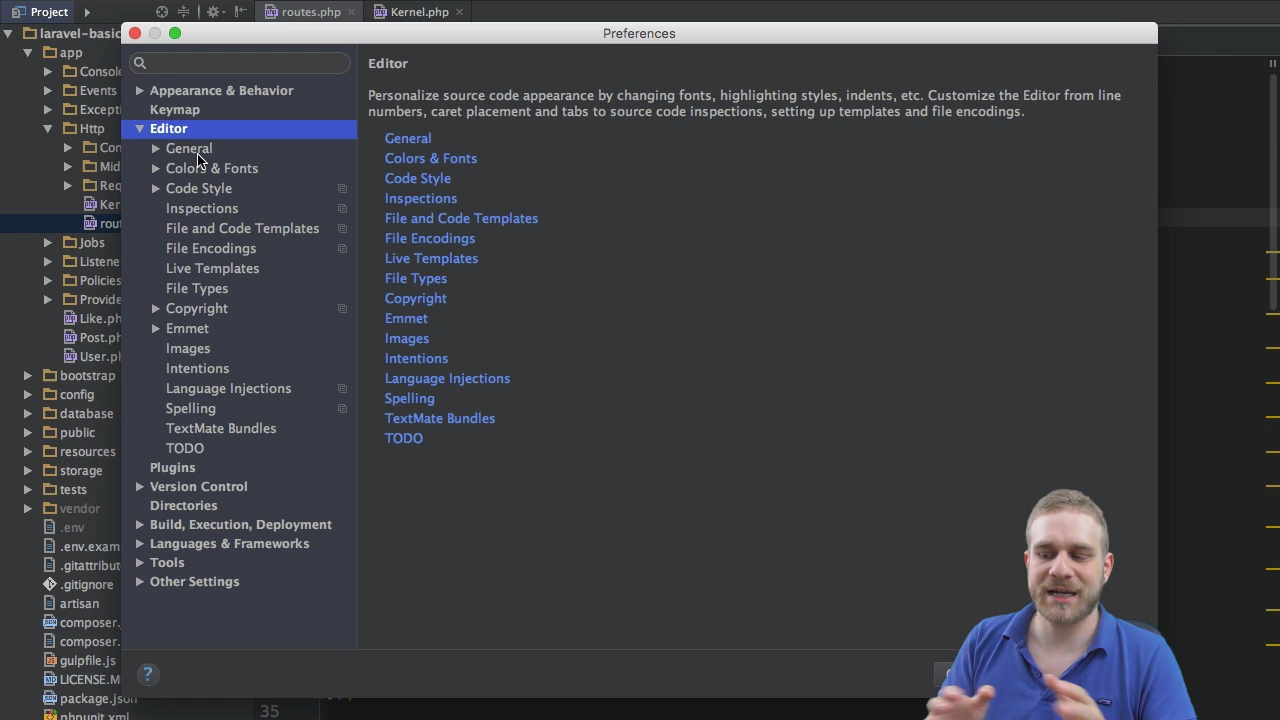 Project
routes.php
Kernel.php
laravel-basic
app
Console
Events
Excepti
Http
Con
Mid
Req
Ker
rout
Jobs
Listene
Policies
Provide
Like.ph
Post.ph
User.ph
bootstrap
config
database
public
resources
storage
tests
vendor
.env
.env.exam
.gitattribut
.gitignore
artisan
composer.
composer.
gulpfile.js
LICENSE.M
package.json
phpunit.xml
Preferences
Appearance & Behavior
Keymap
Editor
General
Colors & Fonts
Code Style
Inspections
File and Code Templates
File Encodings
Live Templates
File Types
Copyright
Emmet
Images
Intentions
Language Injections
Spelling
TextMate Bundles
TODO
Plugins
Version Control
Directories
Build, Execution, Deployment
Languages & Frameworks
Tools
Other Settings
?
Editor
Personalize source code appearance by changing fonts, highlighting styles, indents, etc. Customize the Editor from line
numbers, caret placement and tabs to source code inspections, setting up templates and file encodings.
General
Colors & Fonts
Code Style
Inspections
File and Code Templates
File Encodings
Live Templates
File Types
Copyright
Emmet
Images
Intentions
Language Injections
Spelling
TextMate Bundles
TODO
35